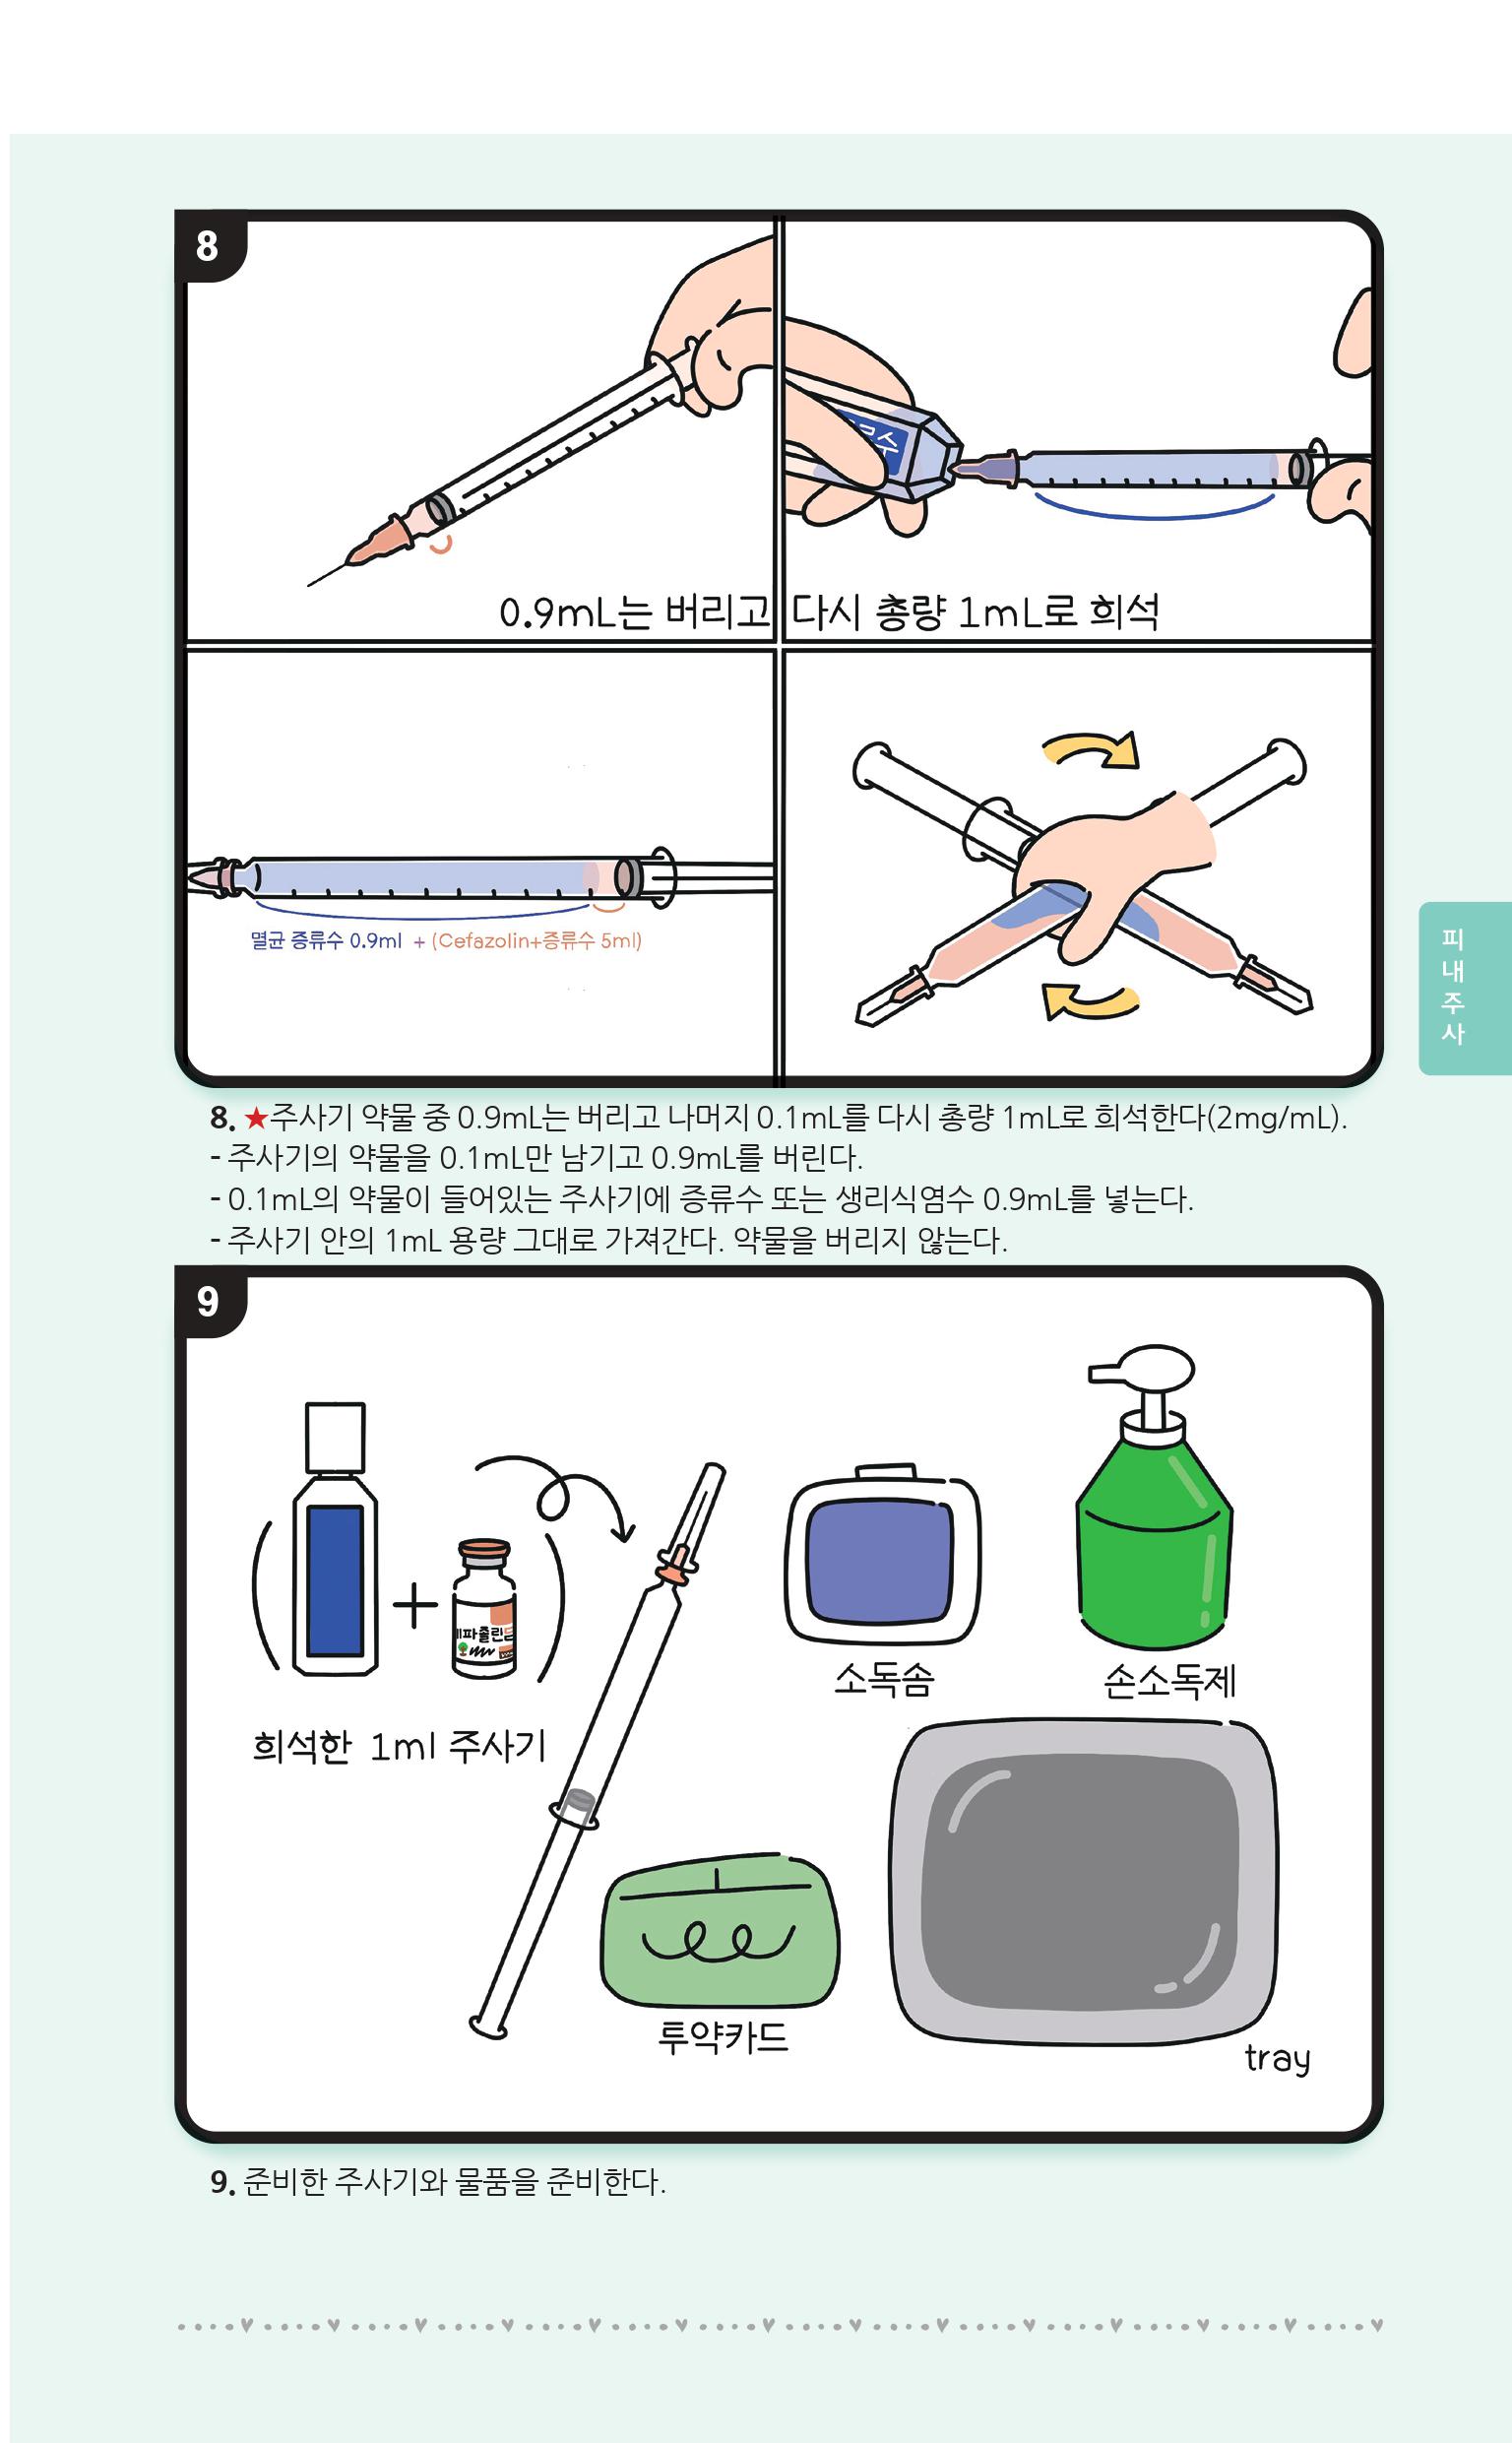 8
0.9mL는 버리고 다시 총량 1mL로 희석
멸균 증류수 0.9ml + (Cefazolin+증류수 5ml)
피내주사
8. ★주사기 약물 중 0.9mL는 버리고 나머지 0.1mL를 다시 총량 1mL로 희석한다(2mg/mL).
- 주사기의 약물을 0.1mL만 남기고 0.9mL를 버린다.
- 0.1mL의 약물이 들어있는 주사기에 증류수 또는 생리식염수 0.9mL를 넣는다.
- 주사기 안의 1mL 용량 그대로 가져간다. 약물을 버리지 않는다.
9
소독솜
손소독제
희석한 1ml 주사기
투약카드
tray
9. 준비한 주사기와 물품을 준비한다.